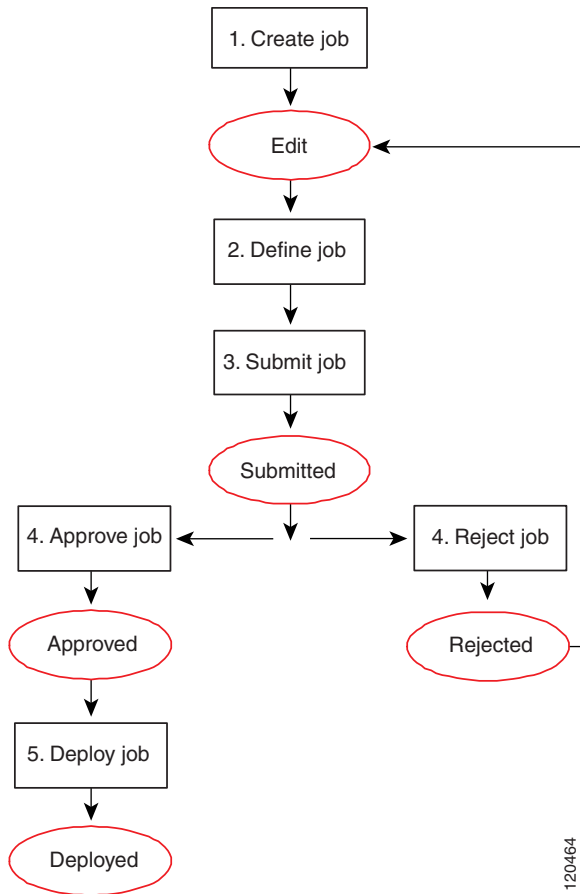 1. Create job
Edit
2. Define job
3. Submit job
Submitted
4. Approve job
4. Reject job
Approved
Rejected
5. Deploy job
Deployed
120464